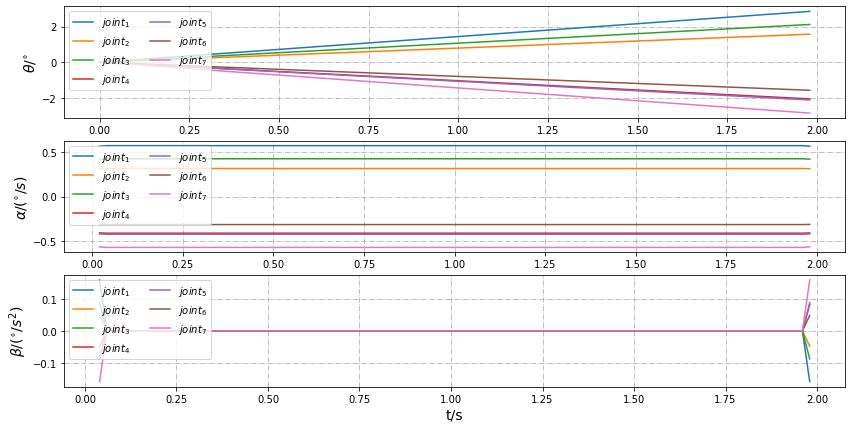 θ/°
2
0
−2
joint₁ joint₅
joint₂ joint₆
joint₃ joint₇
joint₄
0.00 0.25 0.50 0.75 1.00 1.25 1.50 1.75 2.00
α/(°/s)
0.5
0.0
−0.5
joint₁ joint₅
joint₂ joint₆
joint₃ joint₇
joint₄
0.00 0.25 0.50 0.75 1.00 1.25 1.50 1.75 2.00
β/(°/s²)
0.1
0.0
−0.1
joint₁ joint₅
joint₂ joint₆
joint₃ joint₇
joint₄
0.00 0.25 0.50 0.75 1.00 1.25 1.50 1.75 2.00
t/s